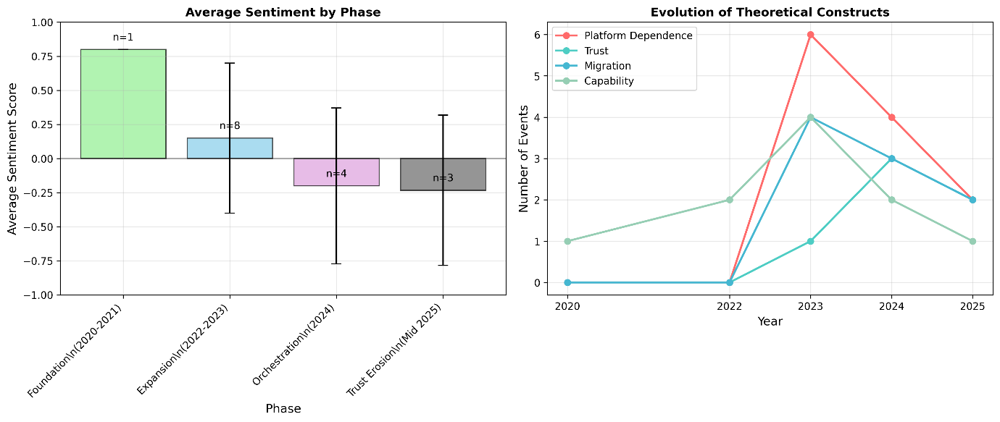 Average Sentiment by Phase
Average Sentiment Score
1.00
0.75
0.50
0.25
0.00
−0.25
−0.50
−0.75
−1.00
n=1
n=8
n=4
n=3
Foundation\n(2020-2021)
Expansion\n(2022-2023)
Orchestration\n(2024)
Trust Erosion\n(Mid 2025)
Phase
Evolution of Theoretical Constructs
Platform Dependence
Trust
Migration
Capability
Number of Events
6
5
4
3
2
1
0
2020 2022 2023 2024 2025
Year